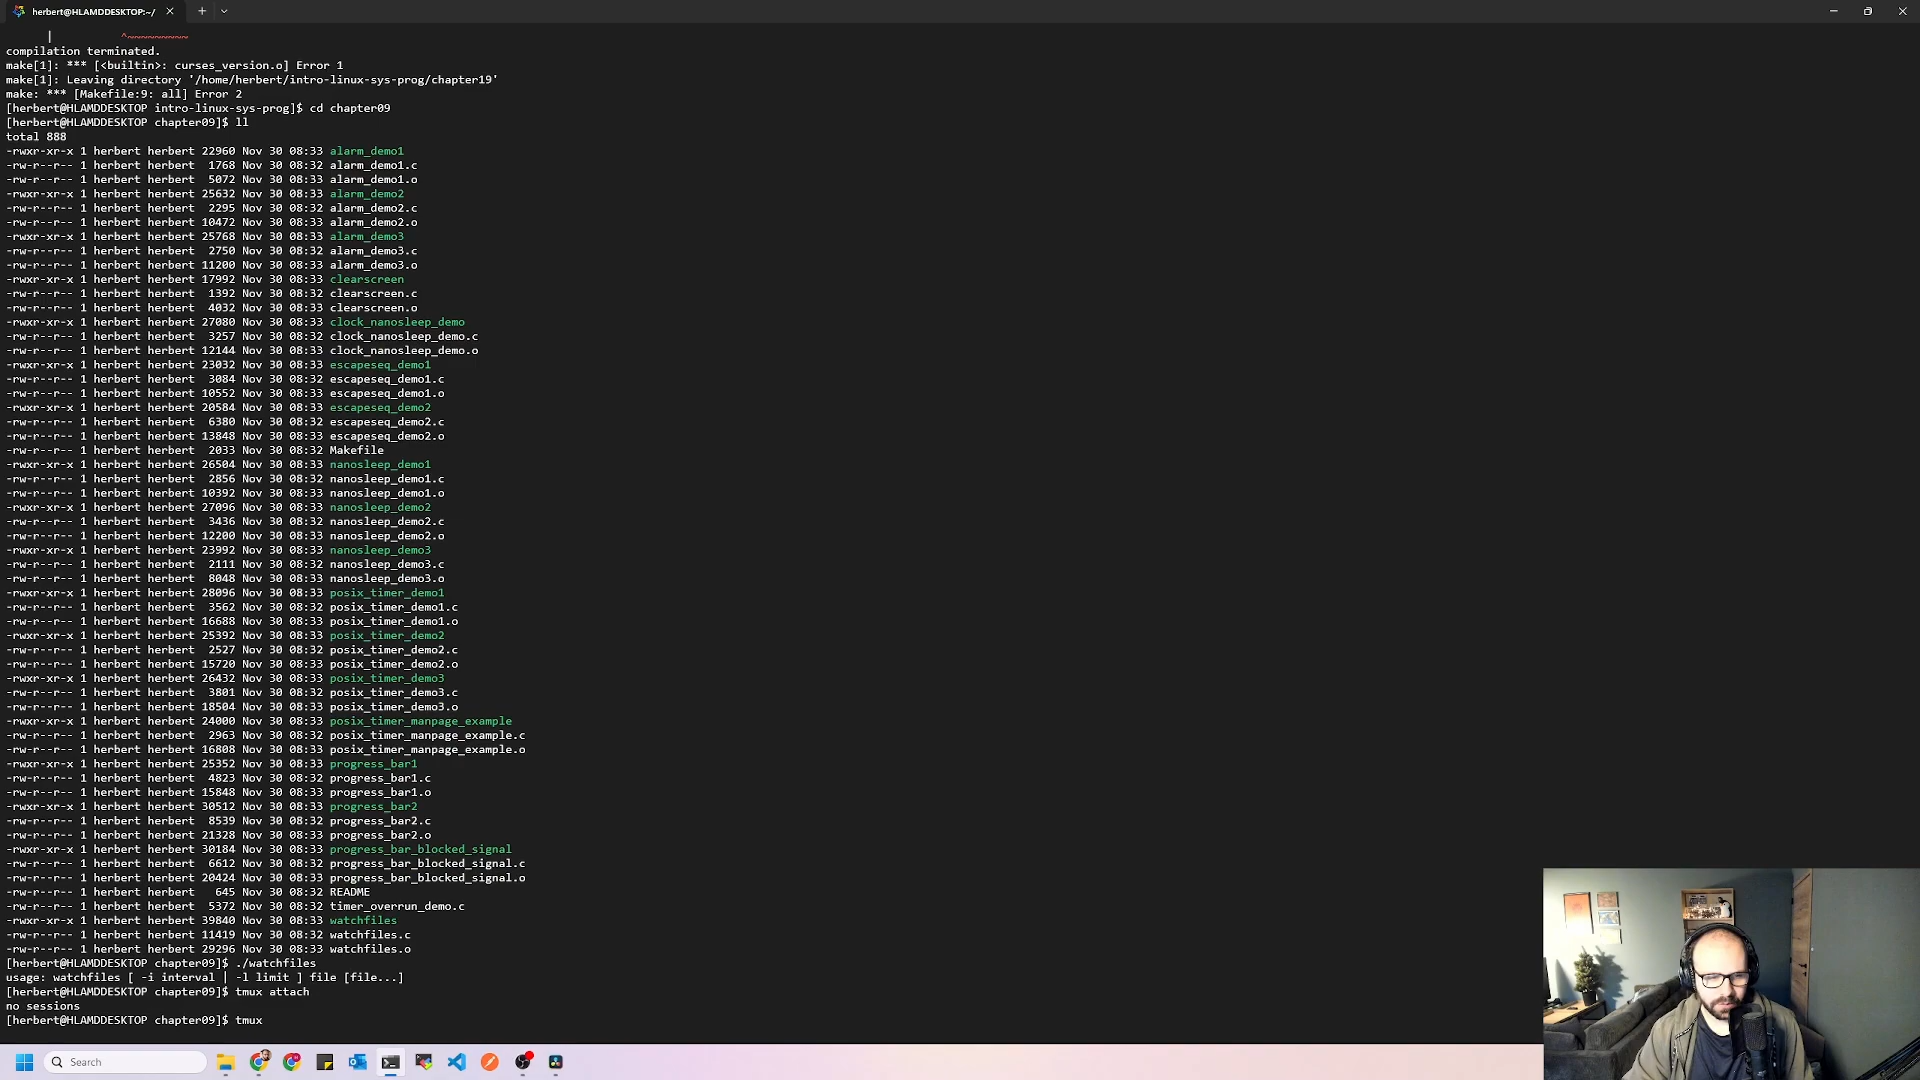 herbert@HLAMDDESKTOP:~/
| ^~~~~~~~~~
compilation terminated.
make[1]: *** [<builtin>: curses_version.o] Error 1
make[1]: Leaving directory '/home/herbert/intro-linux-sys-prog/chapter19'
make: *** [Makefile:9: all] Error 2
[herbert@HLAMDDESKTOP intro-linux-sys-prog]$ cd chapter09
[herbert@HLAMDDESKTOP chapter09]$ ll
total 888
-rwxr-xr-x 1 herbert herbert 22960 Nov 30 08:33 alarm_demo1
-rw-r--r-- 1 herbert herbert  1768 Nov 30 08:32 alarm_demo1.c
-rw-r--r-- 1 herbert herbert  5072 Nov 30 08:33 alarm_demo1.o
-rwxr-xr-x 1 herbert herbert 25632 Nov 30 08:33 alarm_demo2
-rw-r--r-- 1 herbert herbert  2295 Nov 30 08:32 alarm_demo2.c
-rw-r--r-- 1 herbert herbert 10472 Nov 30 08:33 alarm_demo2.o
-rwxr-xr-x 1 herbert herbert 25768 Nov 30 08:33 alarm_demo3
-rw-r--r-- 1 herbert herbert  2750 Nov 30 08:32 alarm_demo3.c
-rw-r--r-- 1 herbert herbert 11200 Nov 30 08:33 alarm_demo3.o
-rwxr-xr-x 1 herbert herbert 17992 Nov 30 08:33 clearscreen
-rw-r--r-- 1 herbert herbert  1392 Nov 30 08:32 clearscreen.c
-rw-r--r-- 1 herbert herbert  4032 Nov 30 08:33 clearscreen.o
-rwxr-xr-x 1 herbert herbert 27080 Nov 30 08:33 clock_nanosleep_demo
-rw-r--r-- 1 herbert herbert  3257 Nov 30 08:32 clock_nanosleep_demo.c
-rw-r--r-- 1 herbert herbert 12144 Nov 30 08:33 clock_nanosleep_demo.o
-rwxr-xr-x 1 herbert herbert 23032 Nov 30 08:33 escapeseq_demo1
-rw-r--r-- 1 herbert herbert  3084 Nov 30 08:32 escapeseq_demo1.c
-rw-r--r-- 1 herbert herbert 10552 Nov 30 08:33 escapeseq_demo1.o
-rwxr-xr-x 1 herbert herbert 20584 Nov 30 08:33 escapeseq_demo2
-rw-r--r-- 1 herbert herbert  6380 Nov 30 08:32 escapeseq_demo2.c
-rw-r--r-- 1 herbert herbert 13848 Nov 30 08:33 escapeseq_demo2.o
-rw-r--r-- 1 herbert herbert  2033 Nov 30 08:32 Makefile
-rwxr-xr-x 1 herbert herbert 26504 Nov 30 08:33 nanosleep_demo1
-rw-r--r-- 1 herbert herbert  2856 Nov 30 08:32 nanosleep_demo1.c
-rw-r--r-- 1 herbert herbert 10392 Nov 30 08:33 nanosleep_demo1.o
-rwxr-xr-x 1 herbert herbert 27096 Nov 30 08:33 nanosleep_demo2
-rw-r--r-- 1 herbert herbert  3436 Nov 30 08:32 nanosleep_demo2.c
-rw-r--r-- 1 herbert herbert 12200 Nov 30 08:33 nanosleep_demo2.o
-rwxr-xr-x 1 herbert herbert 23992 Nov 30 08:33 nanosleep_demo3
-rw-r--r-- 1 herbert herbert  2111 Nov 30 08:32 nanosleep_demo3.c
-rw-r--r-- 1 herbert herbert  8048 Nov 30 08:33 nanosleep_demo3.o
-rwxr-xr-x 1 herbert herbert 28096 Nov 30 08:33 posix_timer_demo1
-rw-r--r-- 1 herbert herbert  3562 Nov 30 08:32 posix_timer_demo1.c
-rw-r--r-- 1 herbert herbert 16688 Nov 30 08:33 posix_timer_demo1.o
-rwxr-xr-x 1 herbert herbert 25392 Nov 30 08:33 posix_timer_demo2
-rw-r--r-- 1 herbert herbert  2527 Nov 30 08:32 posix_timer_demo2.c
-rw-r--r-- 1 herbert herbert 15720 Nov 30 08:33 posix_timer_demo2.o
-rwxr-xr-x 1 herbert herbert 26432 Nov 30 08:33 posix_timer_demo3
-rw-r--r-- 1 herbert herbert  3801 Nov 30 08:32 posix_timer_demo3.c
-rw-r--r-- 1 herbert herbert 18504 Nov 30 08:33 posix_timer_demo3.o
-rwxr-xr-x 1 herbert herbert 24000 Nov 30 08:33 posix_timer_manpage_example
-rw-r--r-- 1 herbert herbert  2963 Nov 30 08:32 posix_timer_manpage_example.c
-rw-r--r-- 1 herbert herbert 16808 Nov 30 08:33 posix_timer_manpage_example.o
-rwxr-xr-x 1 herbert herbert 25352 Nov 30 08:33 progress_bar1
-rw-r--r-- 1 herbert herbert  4823 Nov 30 08:32 progress_bar1.c
-rw-r--r-- 1 herbert herbert 15848 Nov 30 08:33 progress_bar1.o
-rwxr-xr-x 1 herbert herbert 30512 Nov 30 08:33 progress_bar2
-rw-r--r-- 1 herbert herbert  8539 Nov 30 08:32 progress_bar2.c
-rw-r--r-- 1 herbert herbert 21328 Nov 30 08:33 progress_bar2.o
-rwxr-xr-x 1 herbert herbert 30184 Nov 30 08:33 progress_bar_blocked_signal
-rw-r--r-- 1 herbert herbert  6612 Nov 30 08:32 progress_bar_blocked_signal.c
-rw-r--r-- 1 herbert herbert 20424 Nov 30 08:33 progress_bar_blocked_signal.o
-rw-r--r-- 1 herbert herbert   645 Nov 30 08:32 README
-rw-r--r-- 1 herbert herbert  5372 Nov 30 08:32 timer_overrun_demo.c
-rwxr-xr-x 1 herbert herbert 39840 Nov 30 08:33 watchfiles
-rw-r--r-- 1 herbert herbert 11419 Nov 30 08:32 watchfiles.c
-rw-r--r-- 1 herbert herbert 29296 Nov 30 08:33 watchfiles.o
[herbert@HLAMDDESKTOP chapter09]$ ./watchfiles
usage: watchfiles [ -i interval | -l limit ] file [file...]
[herbert@HLAMDDESKTOP chapter09]$ tmux attach
no sessions
[herbert@HLAMDDESKTOP chapter09]$ tmux
Search